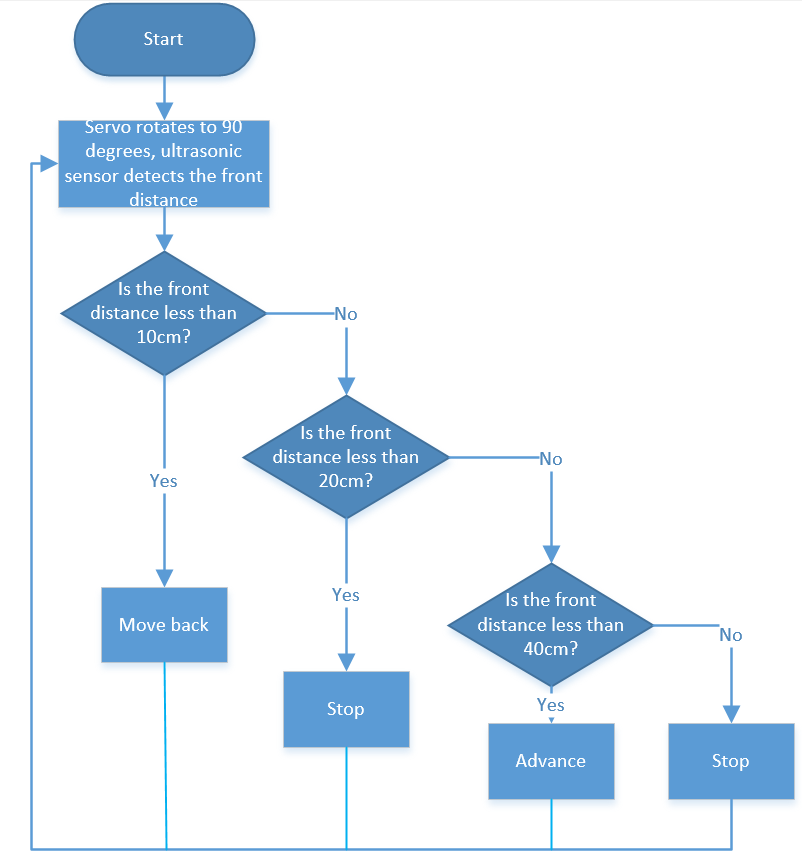 Start
Servo rotates to 90
degrees, ultrasonic
sensor detects the front
distance
Is the front
distance less than
10cm?
No
Is the front
distance less than
20cm?
No
Yes
Is the front
distance less than
40cm?
Yes
No
Move back
Yes
Stop
Advance
Stop